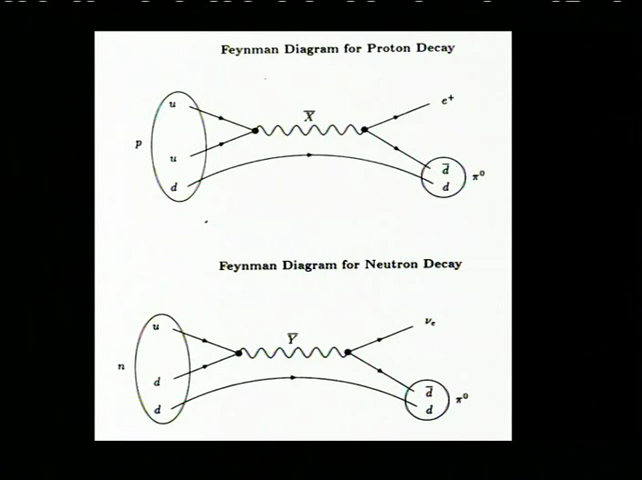 Feynman Diagram for Proton Decay
u
e⁺
X̅
p
u
d̅
π⁰
d
d
Feynman Diagram for Neutron Decay
u
νₑ
Y̅
n
d
d̅
π⁰
d
d